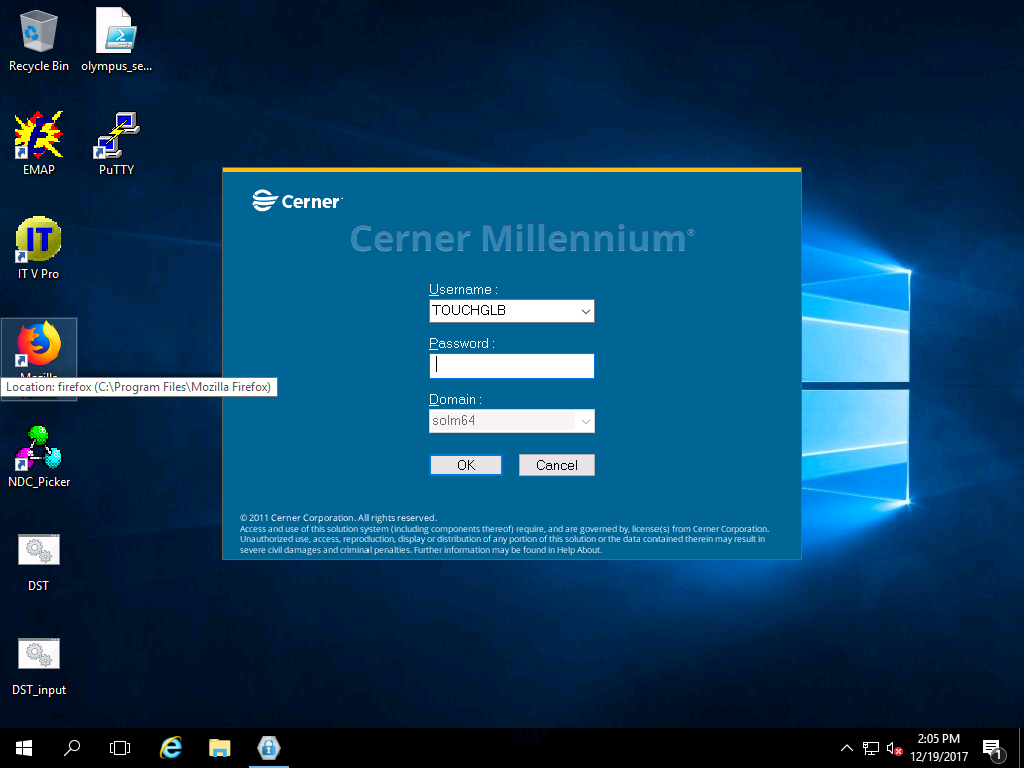 Recycle Bin
olympus_se...
EMAP
PuTTY
IT
IT V Pro
Location: firefox (C:\Program Files\Mozilla Firefox)
NDC_Picker
DST
DST_input
Cerner
Cerner Millennium®
Username :
TOUCHGLB
Password :
Domain :
solm64
OK
Cancel
© 2011 Cerner Corporation. All rights reserved.
Access and use of this solution system (including components thereof) require, and are governed by, license(s) from Cerner Corporation.
Unauthorized use, access, reproduction, display or distribution of any portion of this solution or the data contained therein may result in
severe civil damages and criminal penalties. Further information may be found in Help About.
2:05 PM
12/19/2017
1